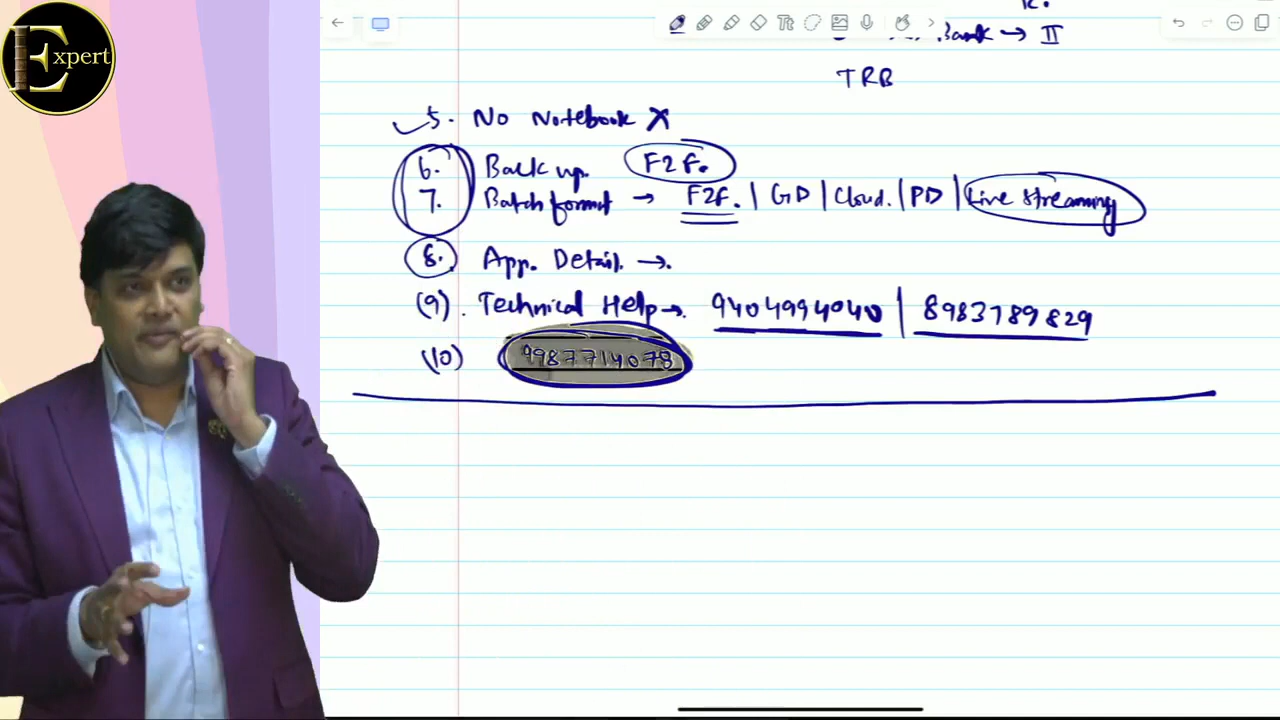 Expert
K.
Bank → II
TRB
5. No Notebook X
6. Back up. F2F.
7. Batch format → F2F. | GD | Cloud. | PD | Live Streaming
8. App. Detail →.
(9). Technical Help →. 9404994040 | 8983789829
(10) 9987714078